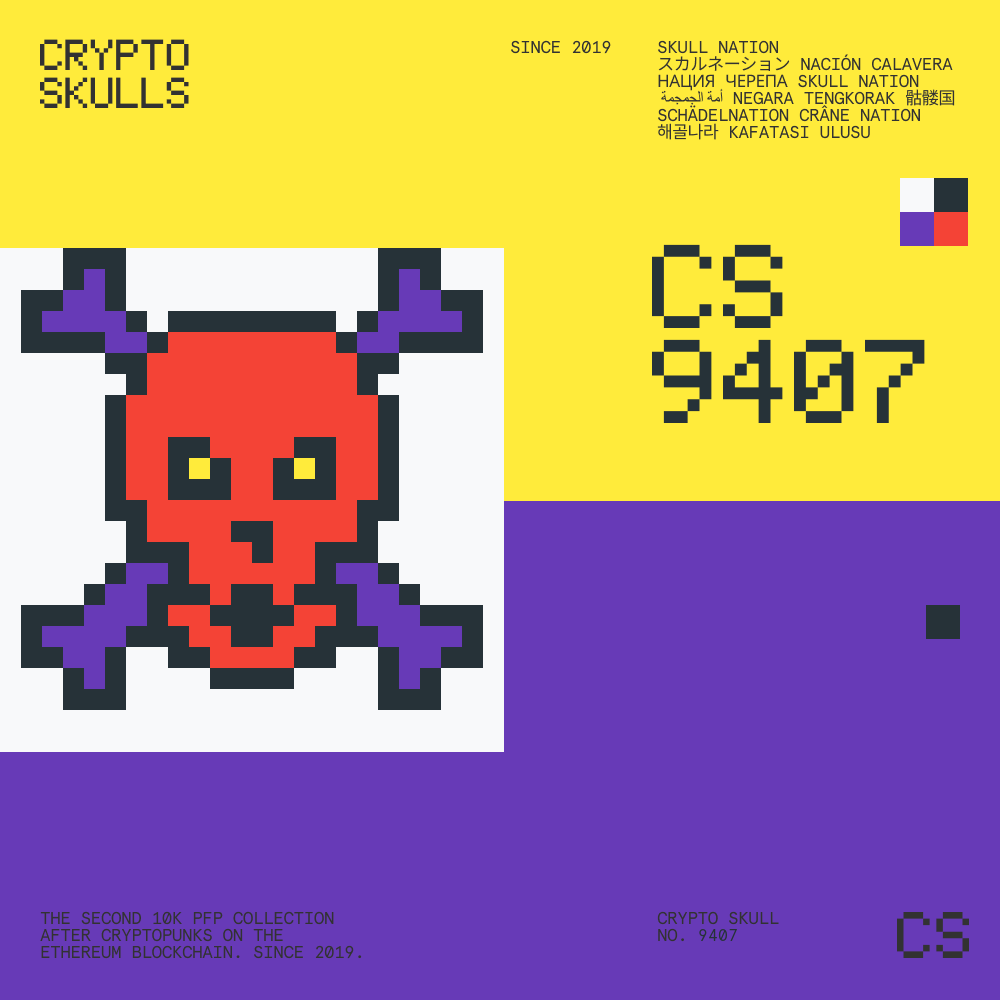 CRYPTO
SKULLS
SINCE 2019
SKULL NATION
スカルネーション NACIÓN CALAVERA
НАЦИЯ ЧЕРЕПА SKULL NATION
أمة الجمجمة NEGARA TENGKORAK 骷髅国
SCHÄDELNATION CRÂNE NATION
해골나라 KAFATASI ULUSU
CS
9407
THE SECOND 10K PFP COLLECTION
AFTER CRYPTOPUNKS ON THE
ETHEREUM BLOCKCHAIN. SINCE 2019.
CRYPTO SKULL
NO. 9407
CS